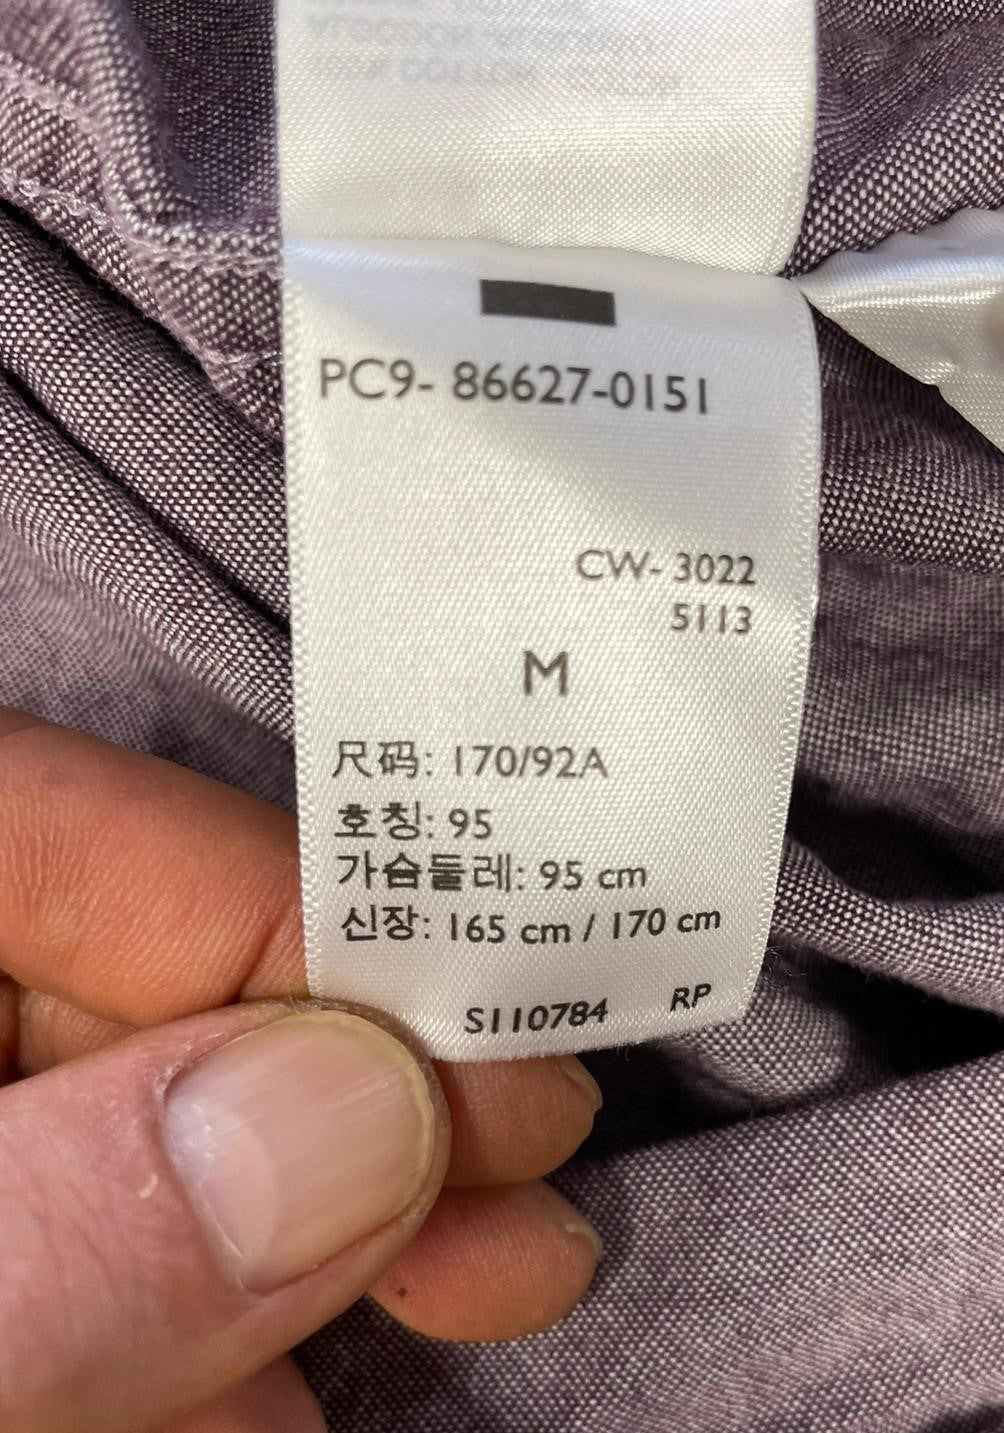 PC9- 86627-0151
CW- 3022
5113
M
尺码: 170/92A
호칭: 95
가슴둘레: 95 cm
신장: 165 cm / 170 cm
S110784 RP